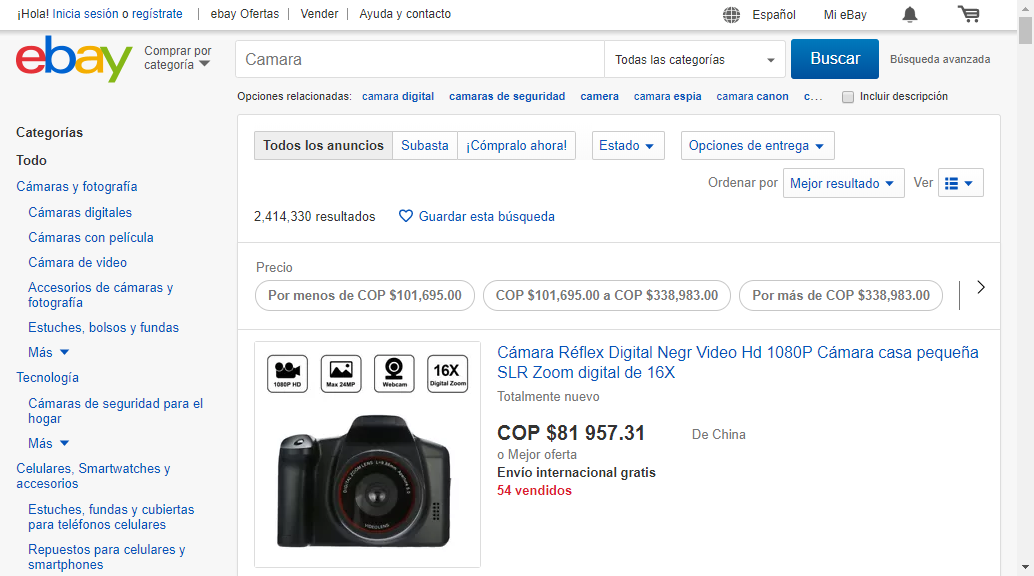 ¡Hola! Inicia sesión o regístrate
ebay Ofertas
Vender
Ayuda y contacto
Español
Mi eBay
ebay
Comprar por
categoría
Camara
Todas las categorías
Buscar
Búsqueda avanzada
Opciones relacionadas: camara digital camaras de seguridad camera camara espia camara canon c...
Incluir descripción
Categorías
Todo
Cámaras y fotografía
Cámaras digitales
Cámaras con película
Cámara de video
Accesorios de cámaras y
fotografía
Estuches, bolsos y fundas
Más
Tecnología
Cámaras de seguridad para el
hogar
Más
Celulares, Smartwatches y
accesorios
Estuches, fundas y cubiertas
para teléfonos celulares
Repuestos para celulares y
smartphones
Todos los anuncios
Subasta
¡Cómpralo ahora!
Estado
Opciones de entrega
Ordenar por
Mejor resultado
Ver
2,414,330 resultados
Guardar esta búsqueda
Precio
Por menos de COP $101,695.00
COP $101,695.00 a COP $338,983.00
Por más de COP $338,983.00
1080P HD
Max 24MP
Webcam
16X
Digital Zoom
DIGITAL ZOOM LENS
VIDEO LENS
Cámara Réflex Digital Negr Video Hd 1080P Cámara casa pequeña
SLR Zoom digital de 16X
Totalmente nuevo
COP $81 957.31
De China
o Mejor oferta
Envío internacional gratis
54 vendidos